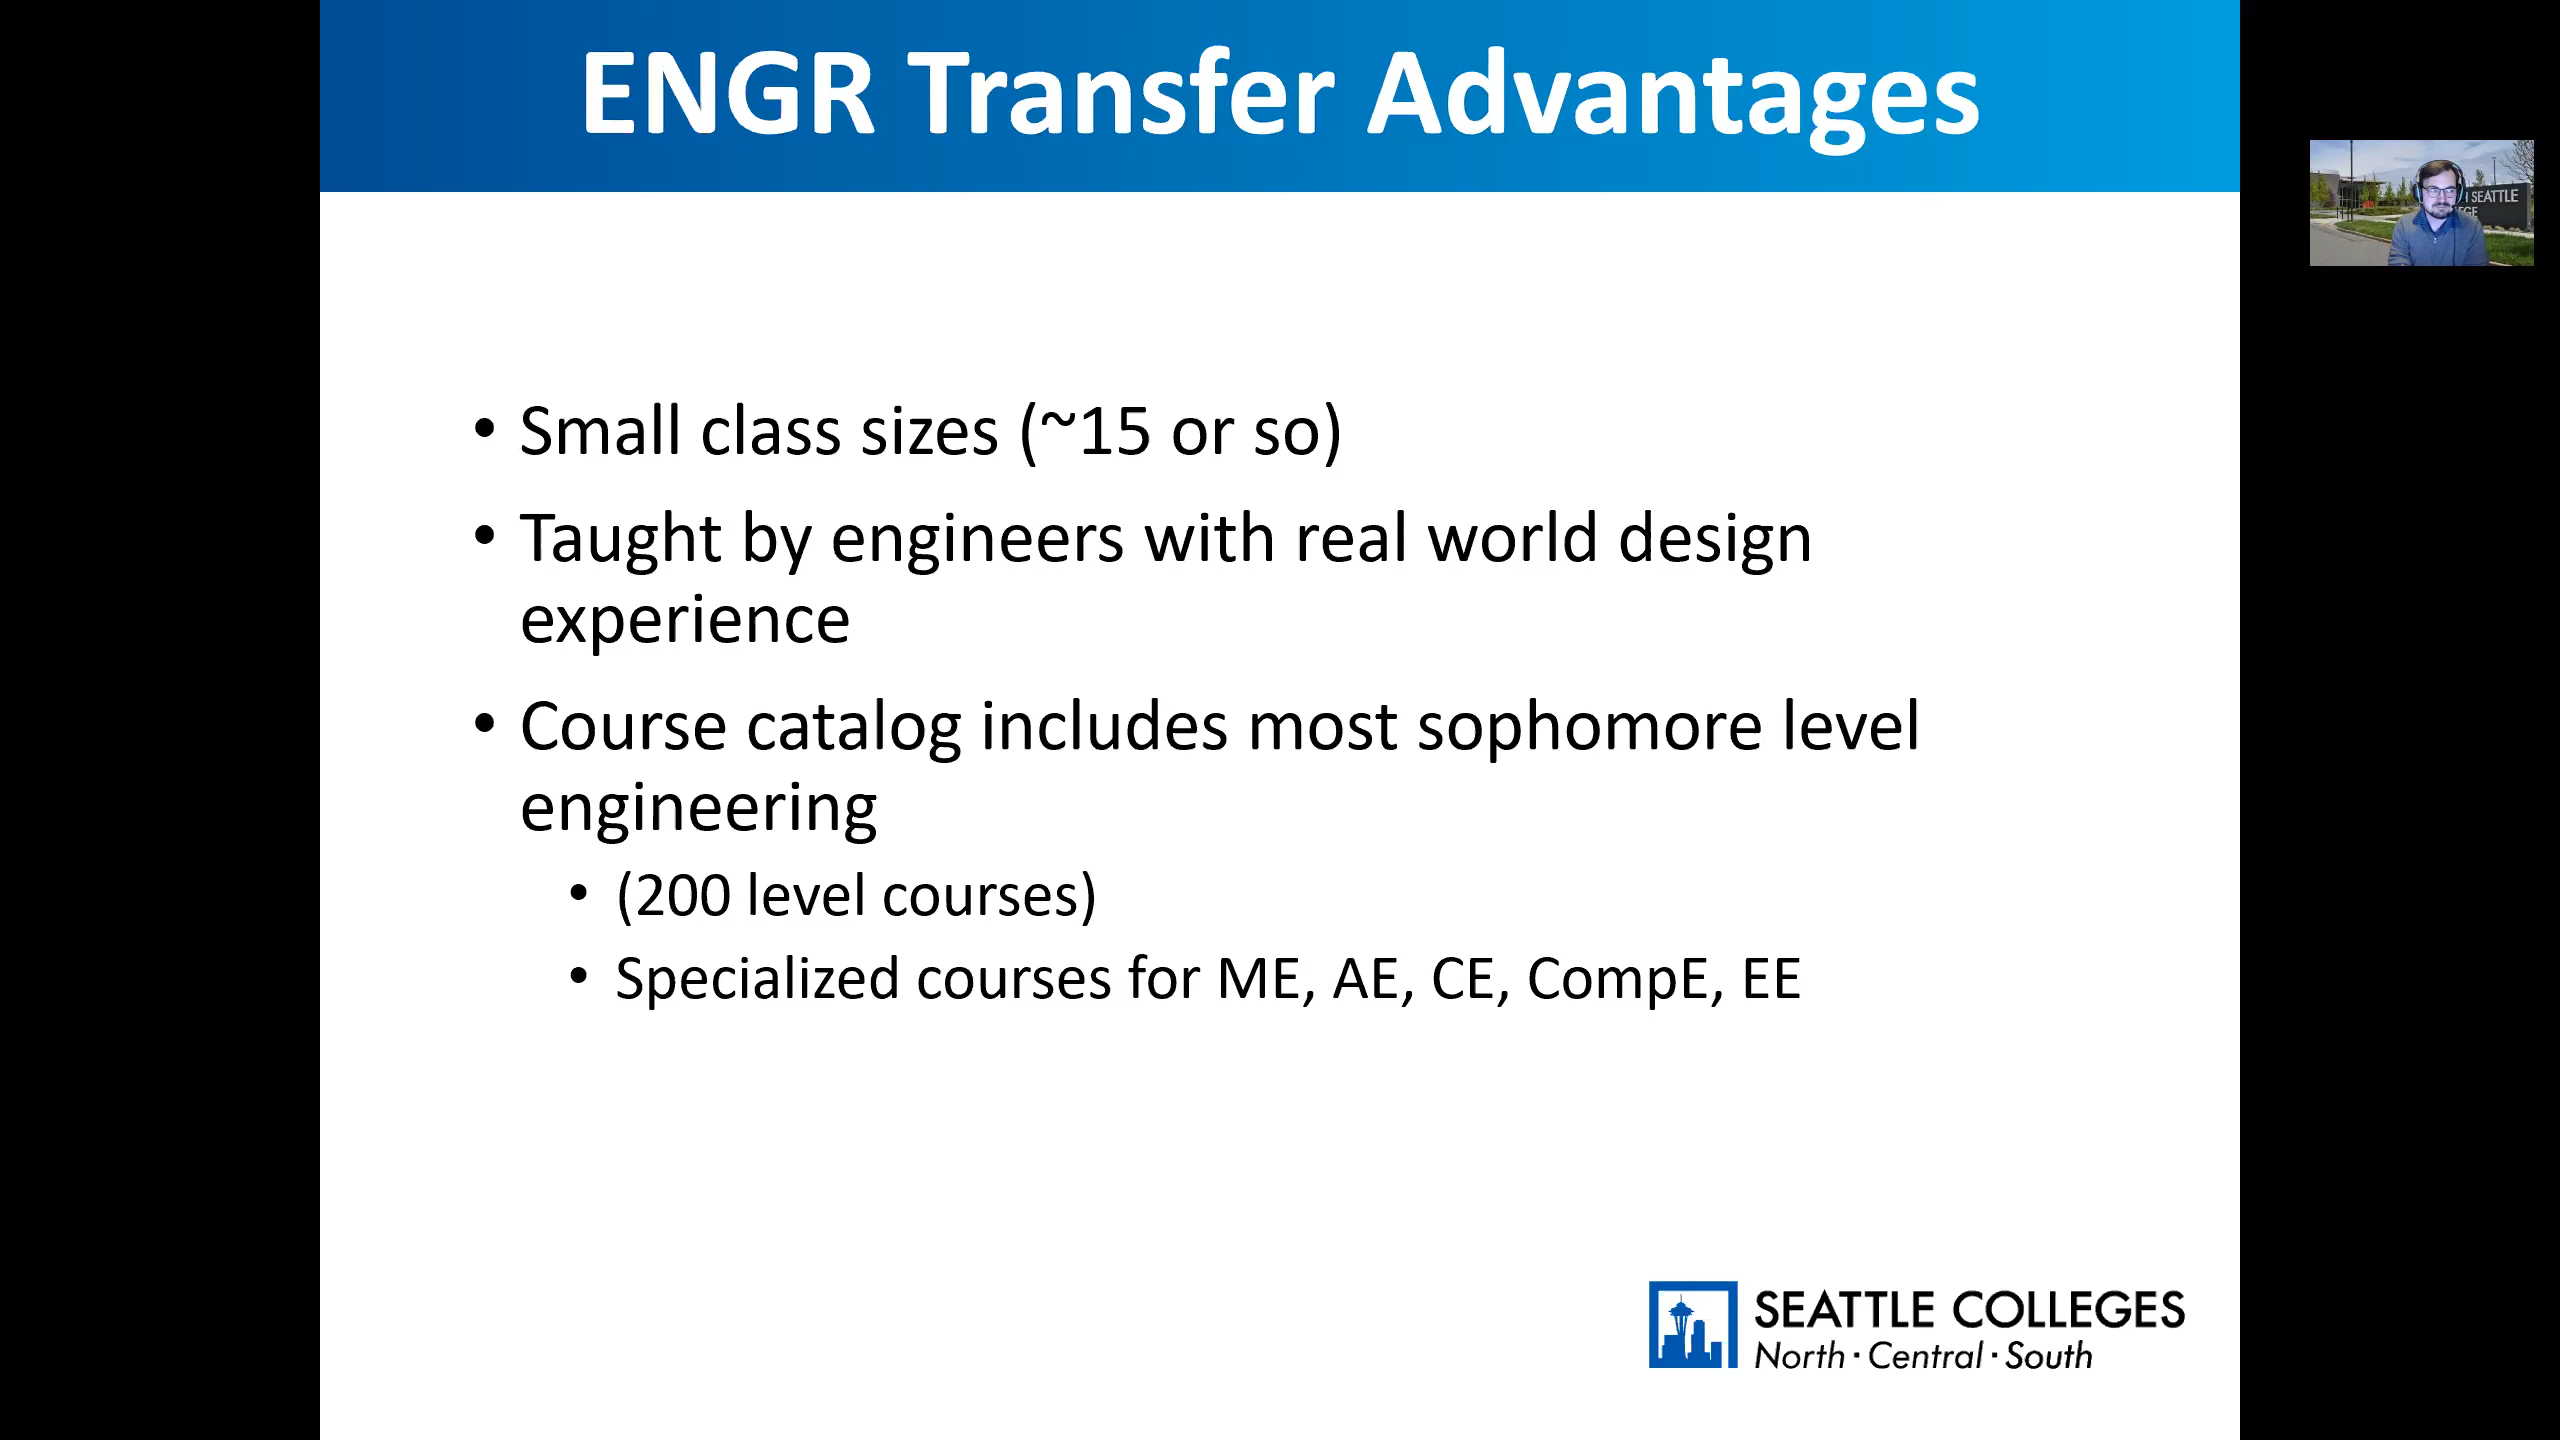 ENGR Transfer Advantages
SEATTLE
• Small class sizes (~15 or so)
• Taught by engineers with real world design
experience
• Course catalog includes most sophomore level
engineering
• (200 level courses)
• Specialized courses for ME, AE, CE, CompE, EE
SEATTLE COLLEGES
North · Central · South